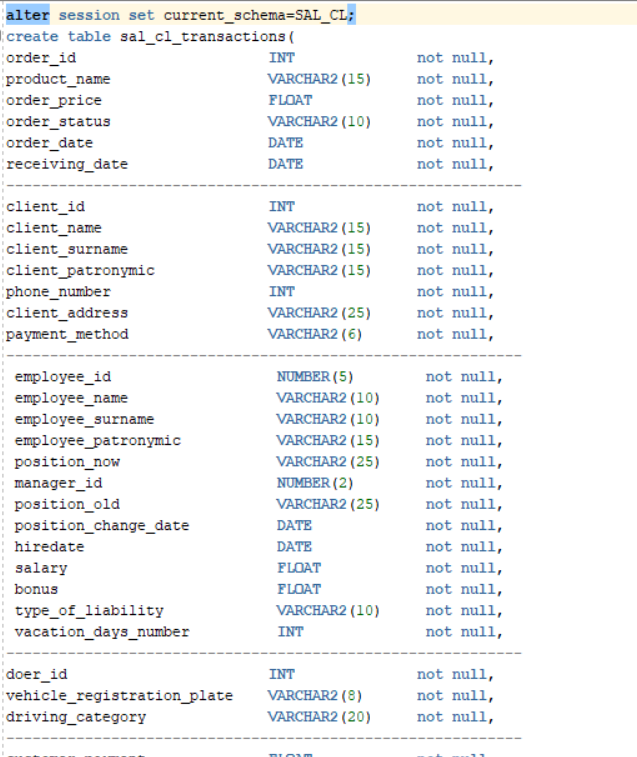 alter session set current_schema=SAL_CL;
create table sal_cl_transactions(
order_id INT not null,
product_name VARCHAR2(15) not null,
order_price FLOAT not null,
order_status VARCHAR2(10) not null,
order_date DATE not null,
receiving_date DATE not null,
-------------------------------------------------------------
client_id INT not null,
client_name VARCHAR2(15) not null,
client_surname VARCHAR2(15) not null,
client_patronymic VARCHAR2(15) not null,
phone_number INT not null,
client_address VARCHAR2(25) not null,
payment_method VARCHAR2(6) not null,
-------------------------------------------------------------
employee_id NUMBER(5) not null,
employee_name VARCHAR2(10) not null,
employee_surname VARCHAR2(10) not null,
employee_patronymic VARCHAR2(15) not null,
position_now VARCHAR2(25) not null,
manager_id NUMBER(2) not null,
position_old VARCHAR2(25) not null,
position_change_date DATE not null,
hiredate DATE not null,
salary FLOAT not null,
bonus FLOAT not null,
type_of_liability VARCHAR2(10) not null,
vacation_days_number INT not null,
-------------------------------------------------------------
doer_id INT not null,
vehicle_registration_plate VARCHAR2(8) not null,
driving_category VARCHAR2(20) not null,
-------------------------------------------------------------